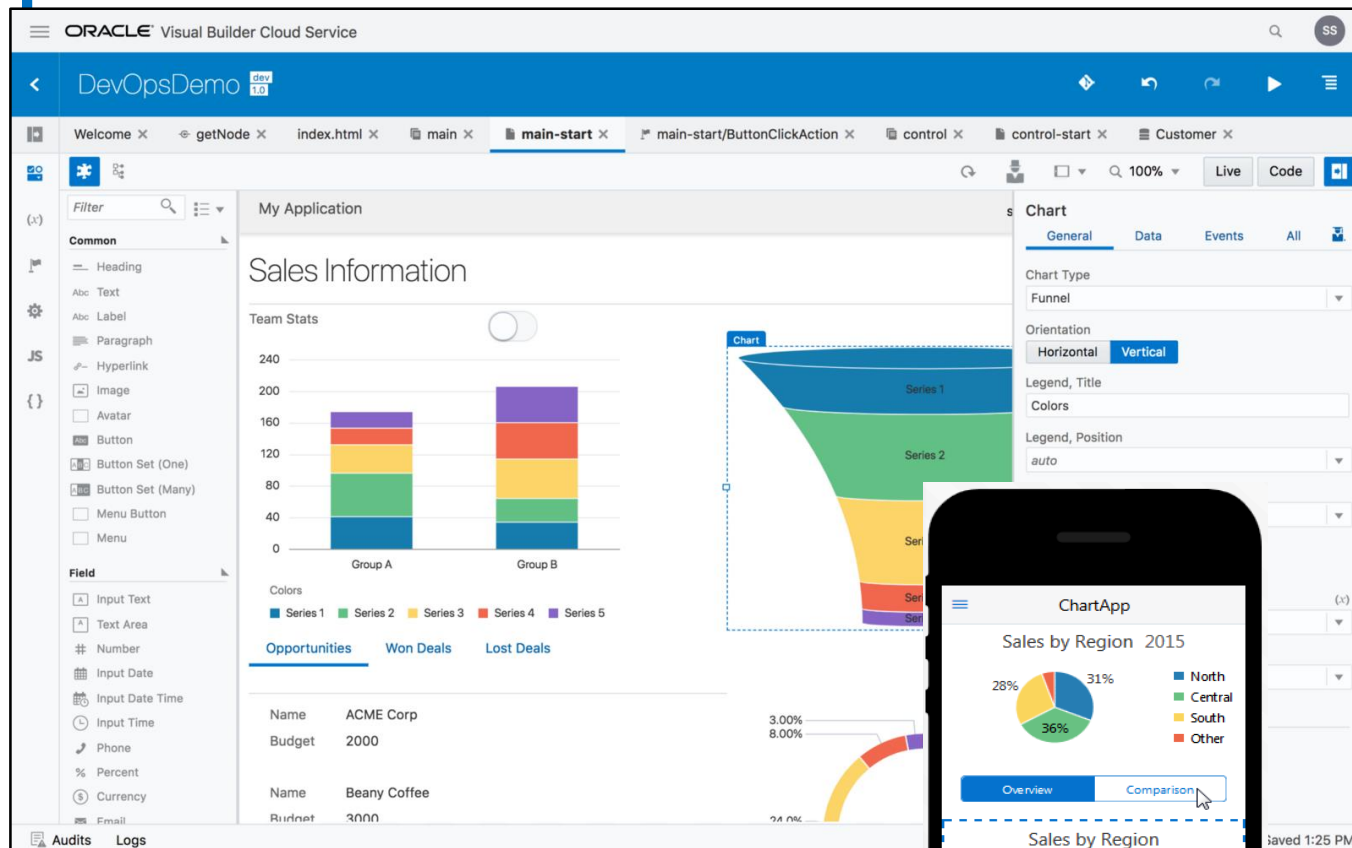 ORACLE Visual Builder Cloud Service
SS
DevOpsDemo dev 1.0
Welcome getNode index.html main main-start main-start/ButtonClickAction control control-start Customer
100% Live Code
(x)
JS
{ }
Filter
Common
Heading
Abc Text
Abc Label
Paragraph
Hyperlink
Image
Avatar
Abc Button
Button Set (One)
Button Set (Many)
Menu Button
Menu
Field
Input Text
Text Area
# Number
Input Date
Input Date Time
Input Time
Phone
% Percent
$ Currency
Email
My Application
Sales Information
Team Stats
240
200
160
120
80
40
0
Group A Group B
Colors
Series 1 Series 2 Series 3 Series 4 Series 5
Chart
Series 1
Series 2
Seri
Ser
Ser
Opportunities Won Deals Lost Deals
Name ACME Corp
Budget 2000
Name Beany Coffee
Budget 3000
3.00%
8.00%
24.0%
Chart
General Data Events All
Chart Type
Funnel
Orientation
Horizontal Vertical
Legend, Title
Colors
Legend, Position
auto
(x)
ChartApp
Sales by Region 2015
28%
31%
36%
North
Central
South
Other
Overview Comparison
Sales by Region
Audits Logs
Saved 1:25 PM